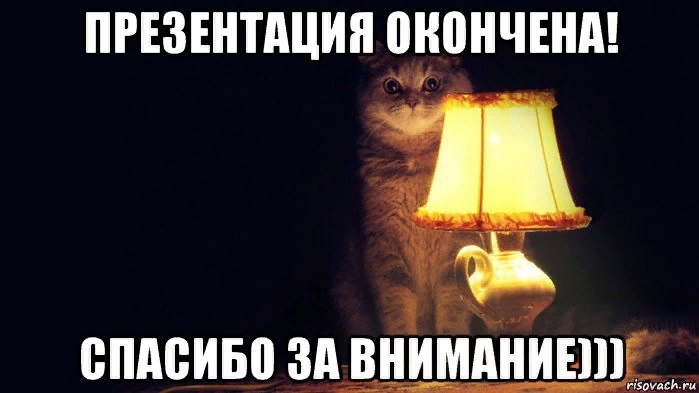 ПРЕЗЕНТАЦИЯ ОКОНЧЕНА!
СПАСИБО ЗА ВНИМАНИЕ)))
risovach.ru